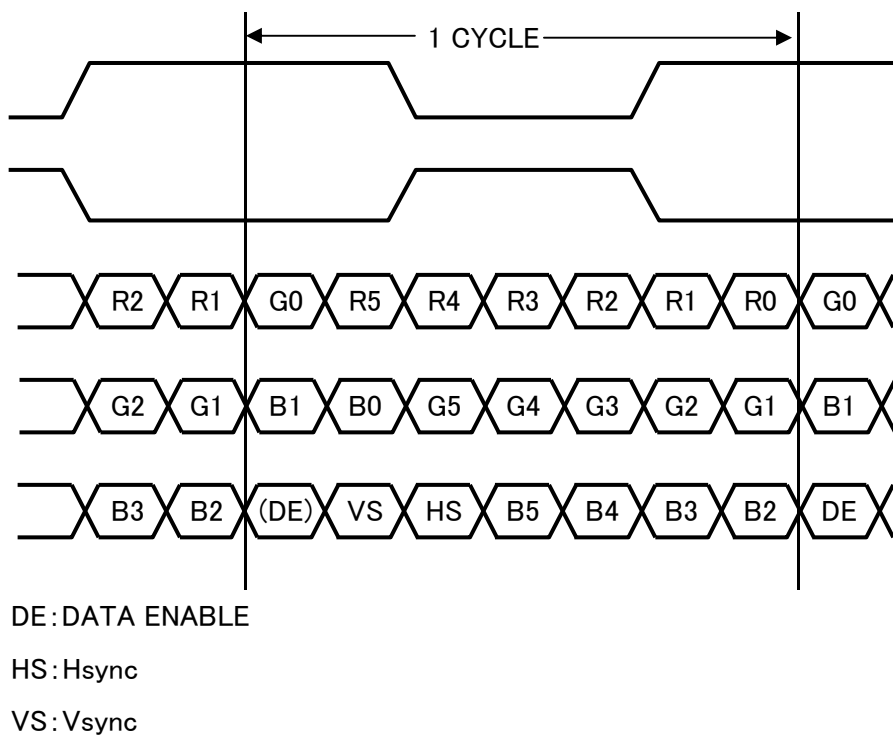 1 CYCLE
R2 R1 G0 R5 R4 R3 R2 R1 R0 G0
G2 G1 B1 B0 G5 G4 G3 G2 G1 B1
B3 B2 (DE) VS HS B5 B4 B3 B2 DE
DE:DATA ENABLE
HS:Hsync
VS:Vsync